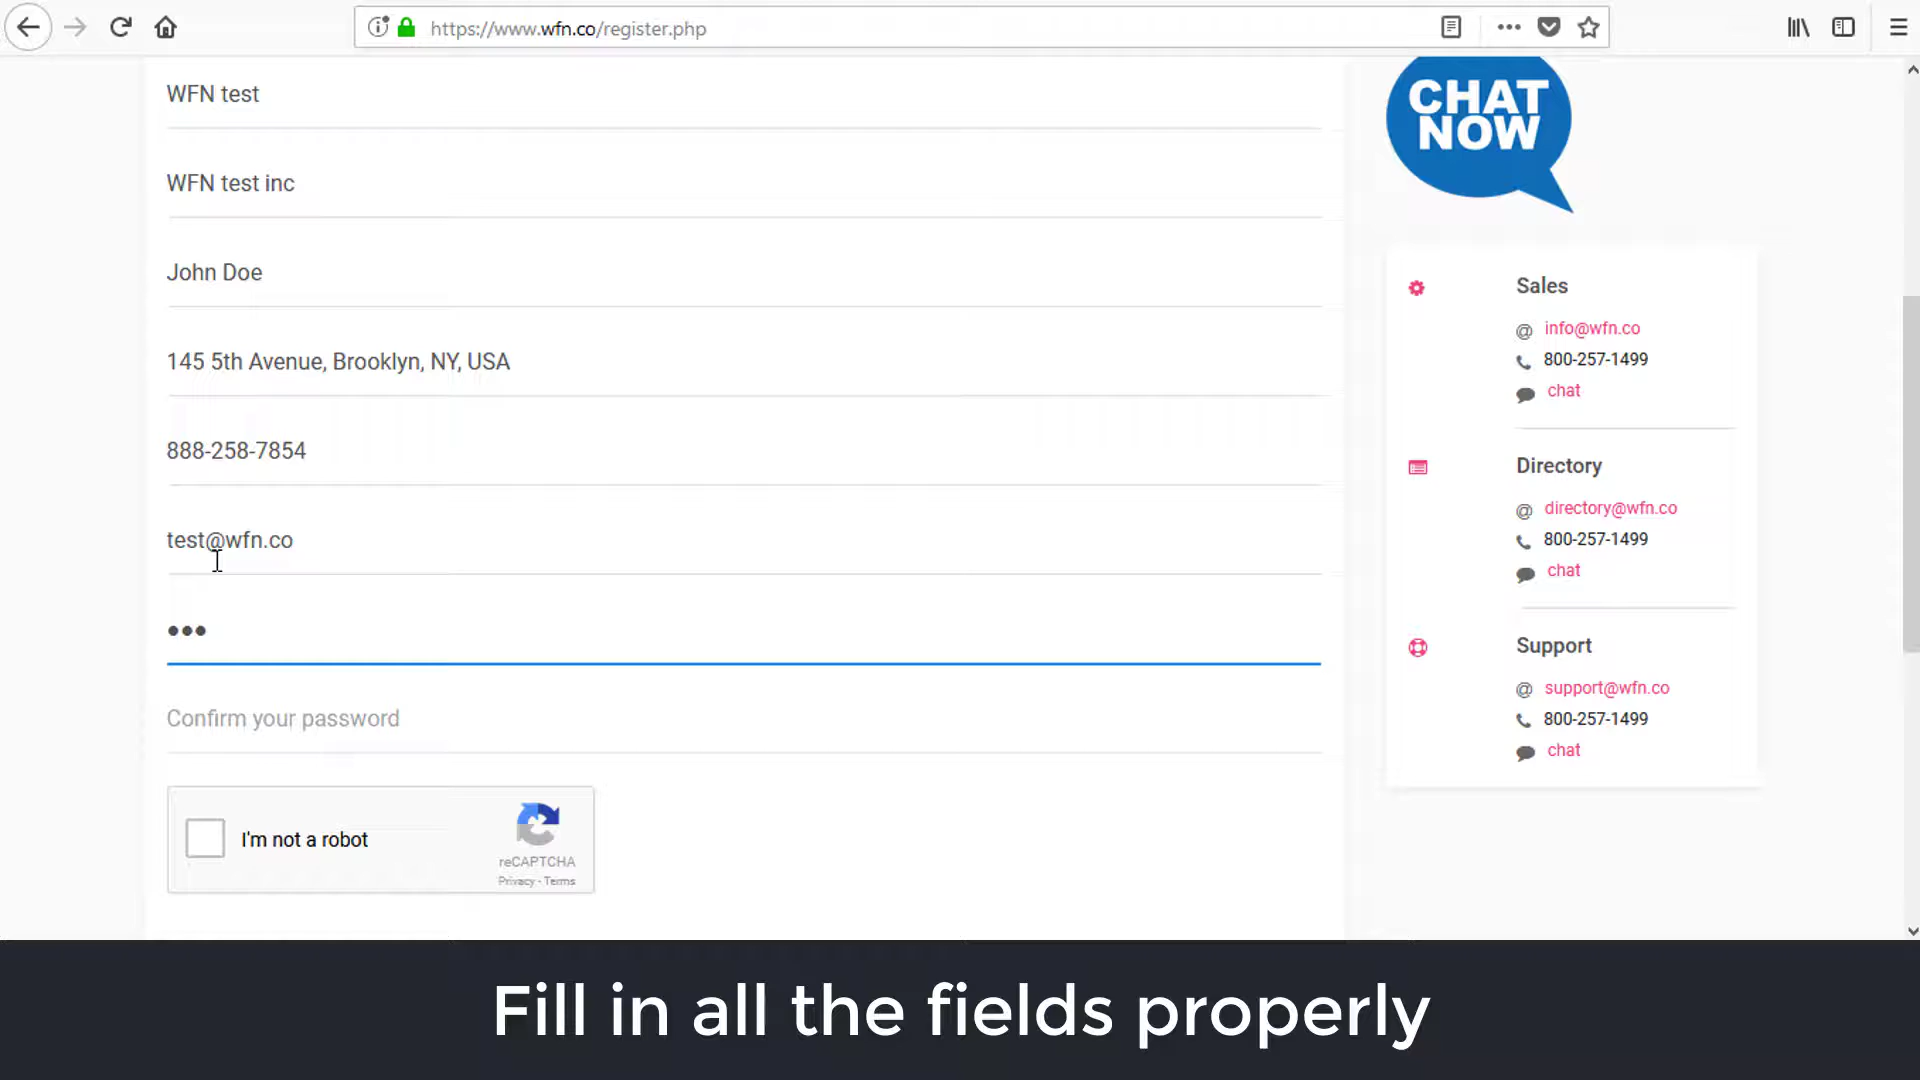 https://www.wfn.co/register.php
WFN test
WFN test inc
John Doe
145 5th Avenue, Brooklyn, NY, USA
888-258-7854
test@wfn.co
•••
Confirm your password
I'm not a robot
reCAPTCHA
Privacy - Terms
CHAT
NOW
Sales
@ info@wfn.co
800-257-1499
chat
Directory
@ directory@wfn.co
800-257-1499
chat
Support
@ support@wfn.co
800-257-1499
chat
Fill in all the fields properly